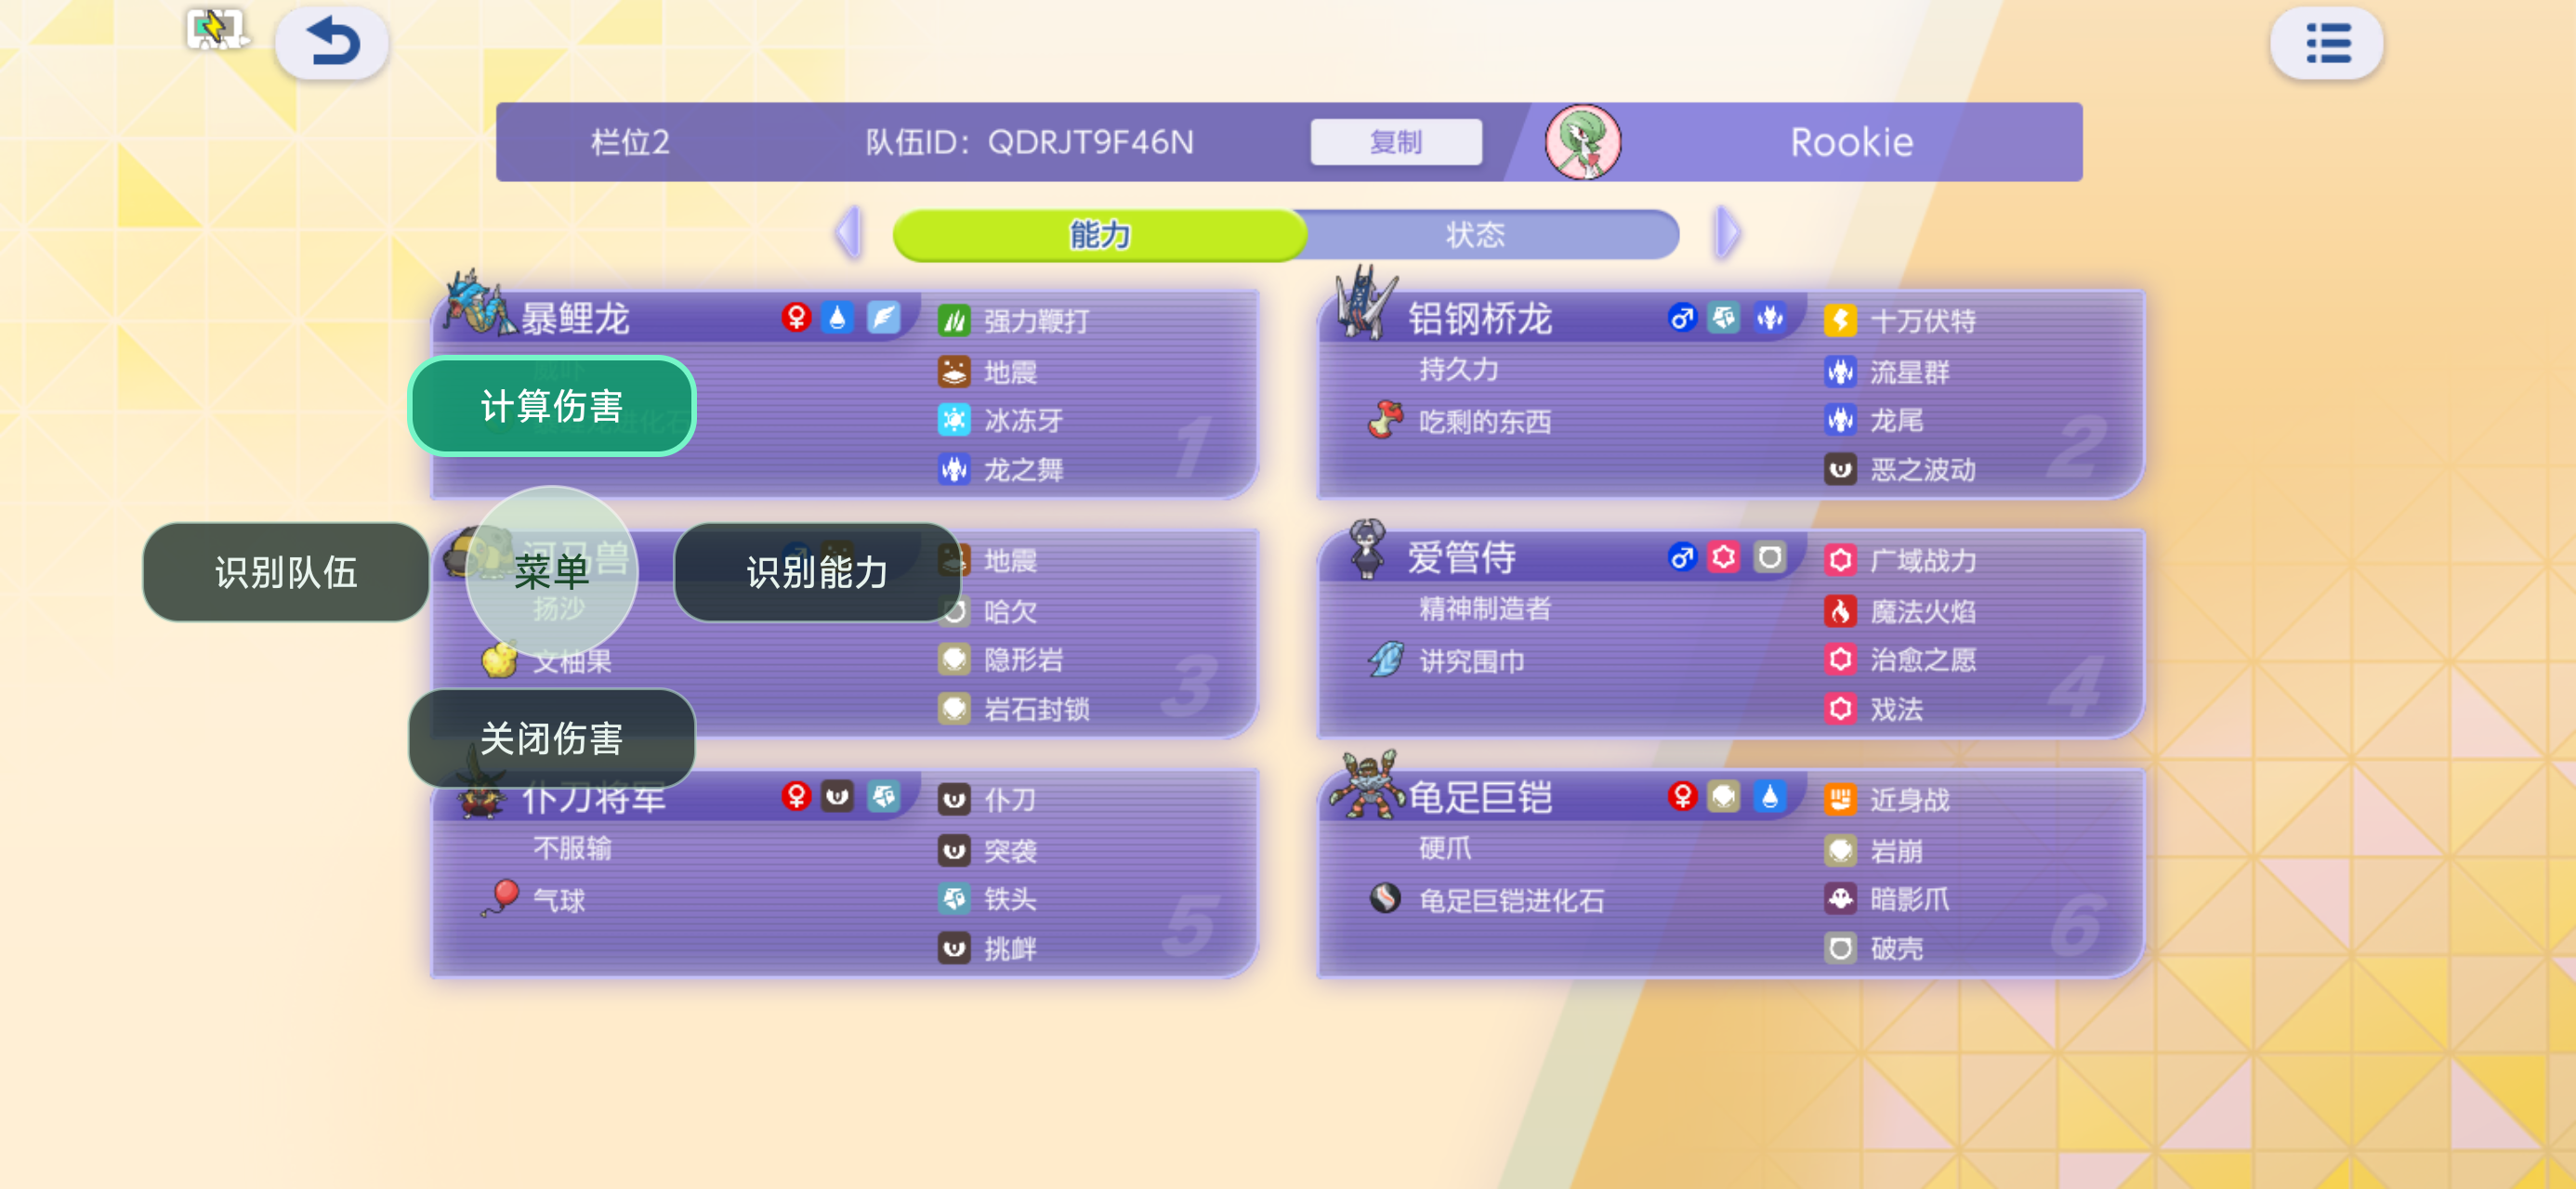 栏位2
队伍ID：QDRJT9F46N
复制
Rookie
能力
状态
暴鲤龙
强力鞭打
地震
冰冻牙
龙之舞
1
计算伤害
铝钢桥龙
持久力
吃剩的东西
十万伏特
流星群
龙尾
恶之波动
2
识别队伍
菜单
识别能力
河马兽
扬沙
文柚果
地震
哈欠
隐形岩
岩石封锁
3
关闭伤害
爱管侍
精神制造者
讲究围巾
广域战力
魔法火焰
治愈之愿
戏法
4
仆刀将军
不服输
气球
仆刀
突袭
铁头
挑衅
5
龟足巨铠
硬爪
龟足巨铠进化石
近身战
岩崩
暗影爪
破壳
6